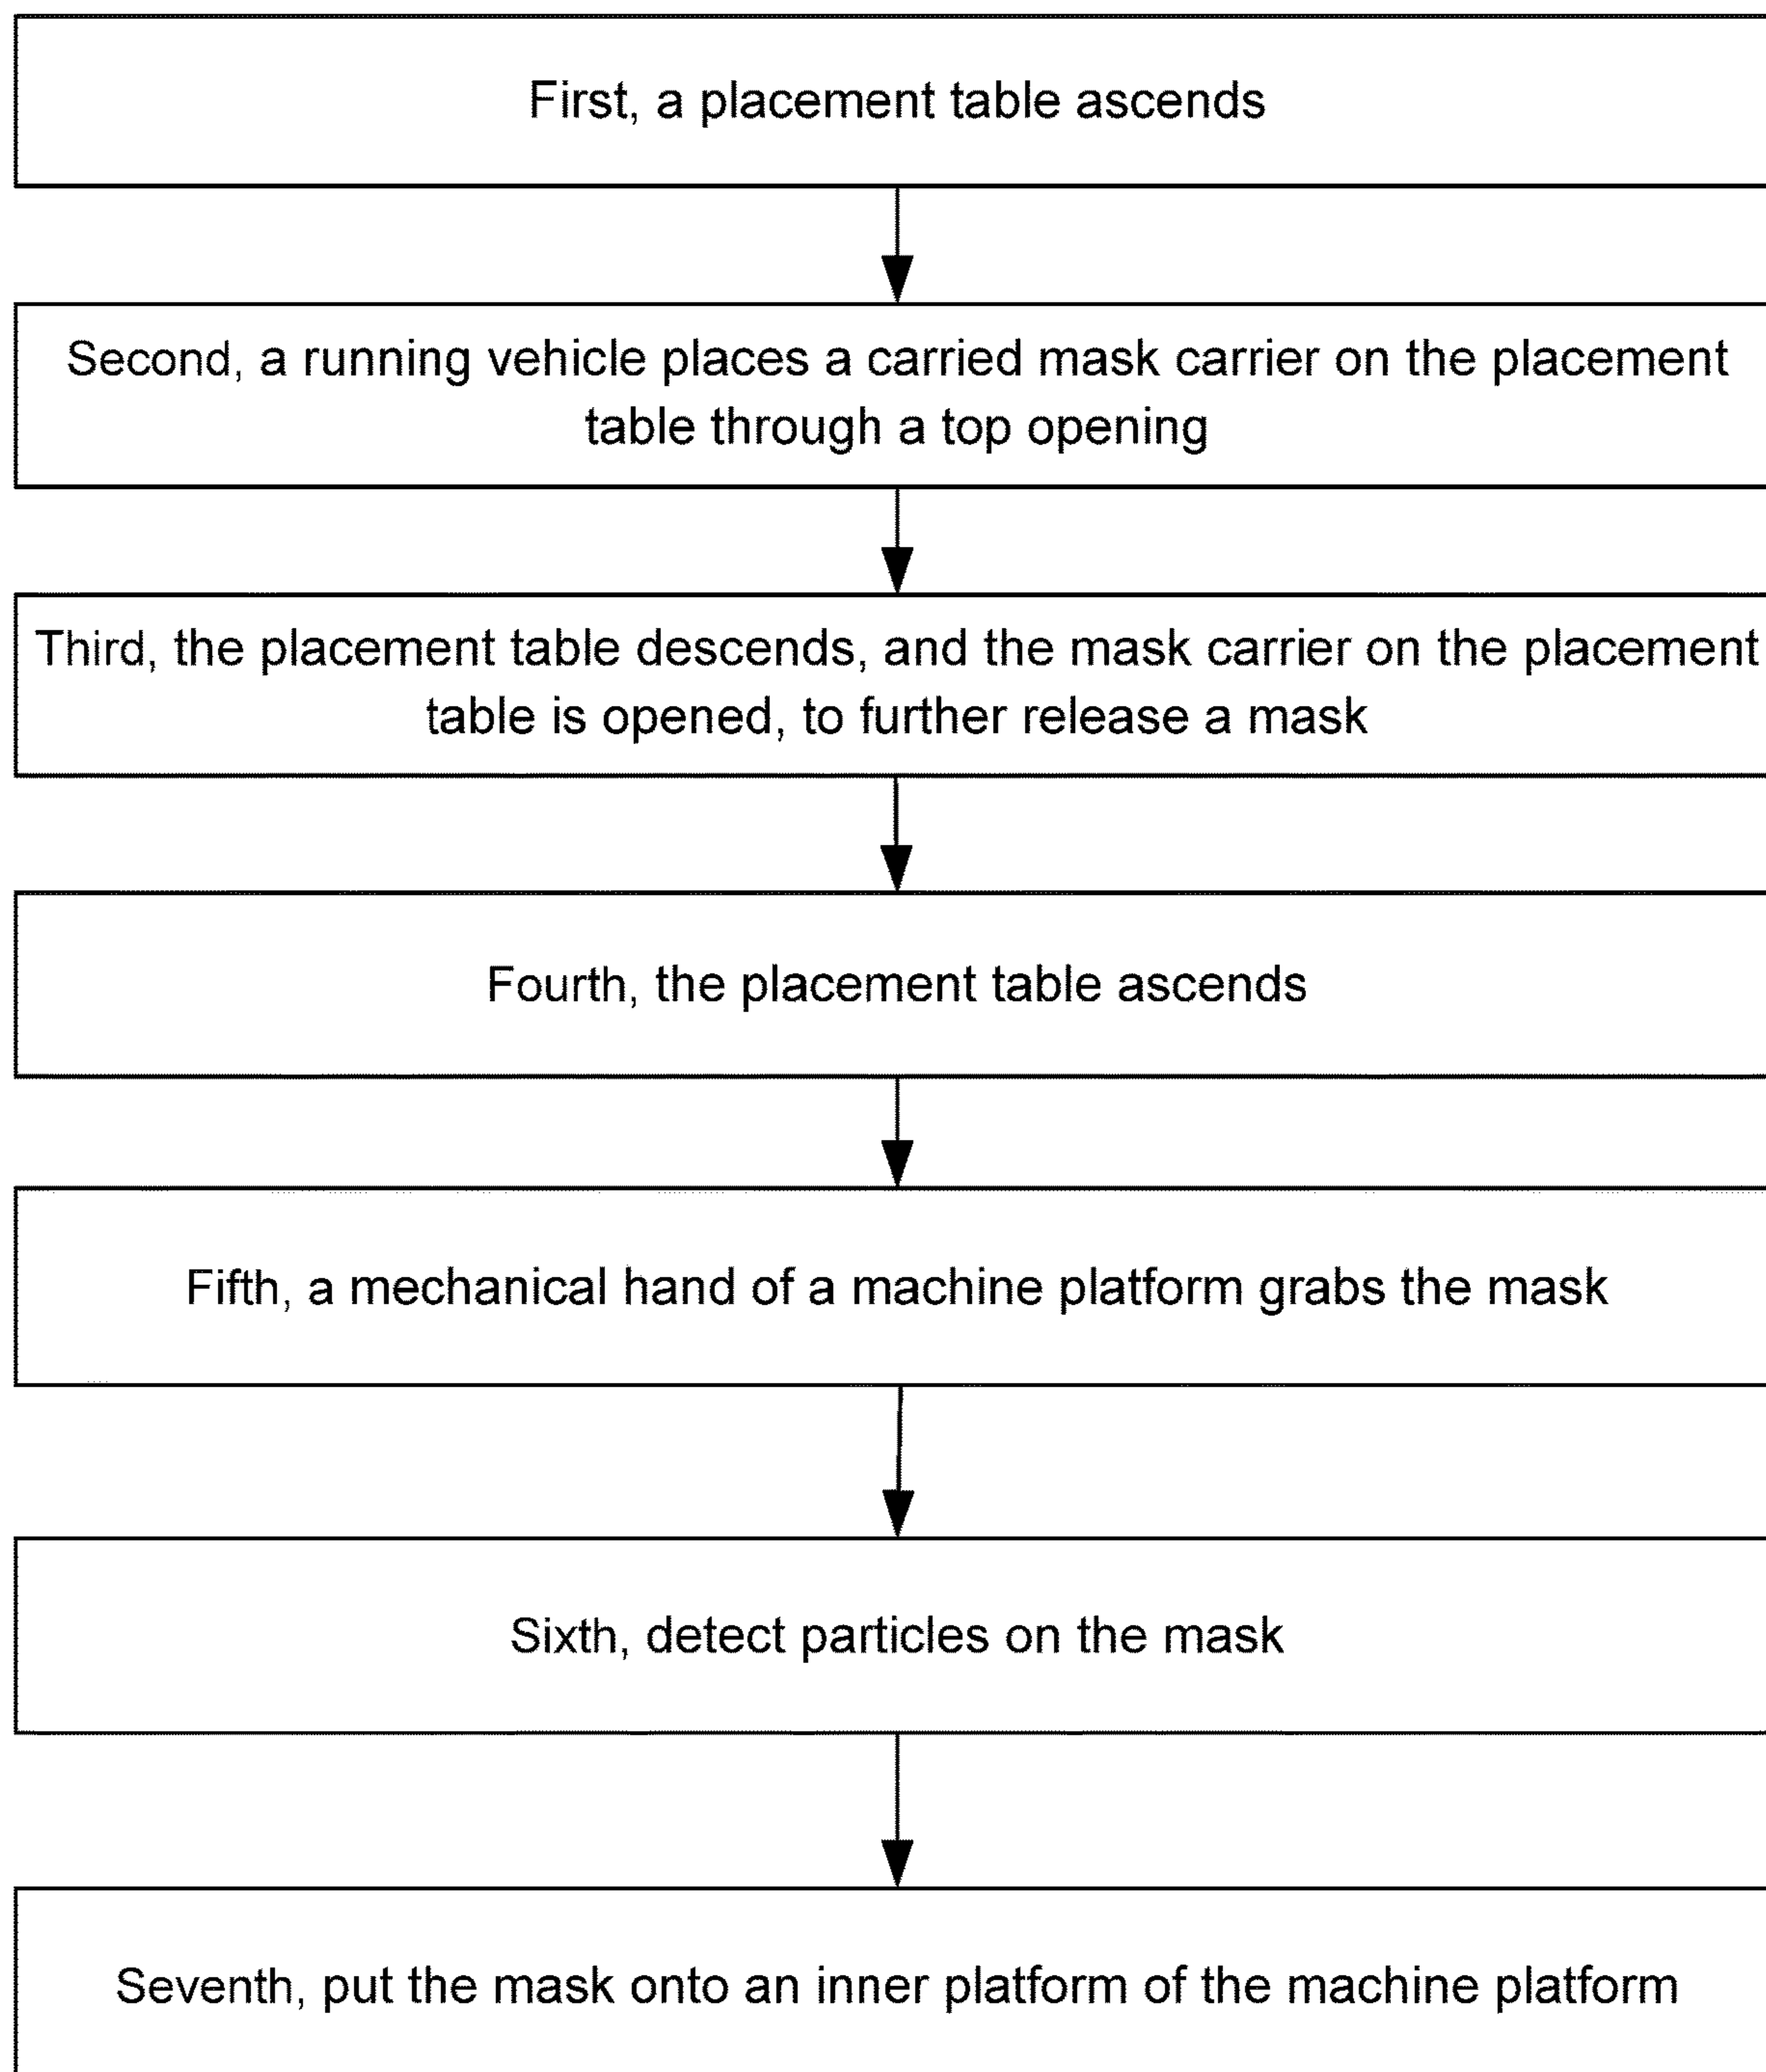 First, a placement table ascends
Second, a running vehicle places a carried mask carrier on the placement
table through a top opening
Third, the placement table descends, and the mask carrier on the placement
table is opened, to further release a mask
Fourth, the placement table ascends
Fifth, a mechanical hand of a machine platform grabs the mask
Sixth, detect particles on the mask
Seventh, put the mask onto an inner platform of the machine platform